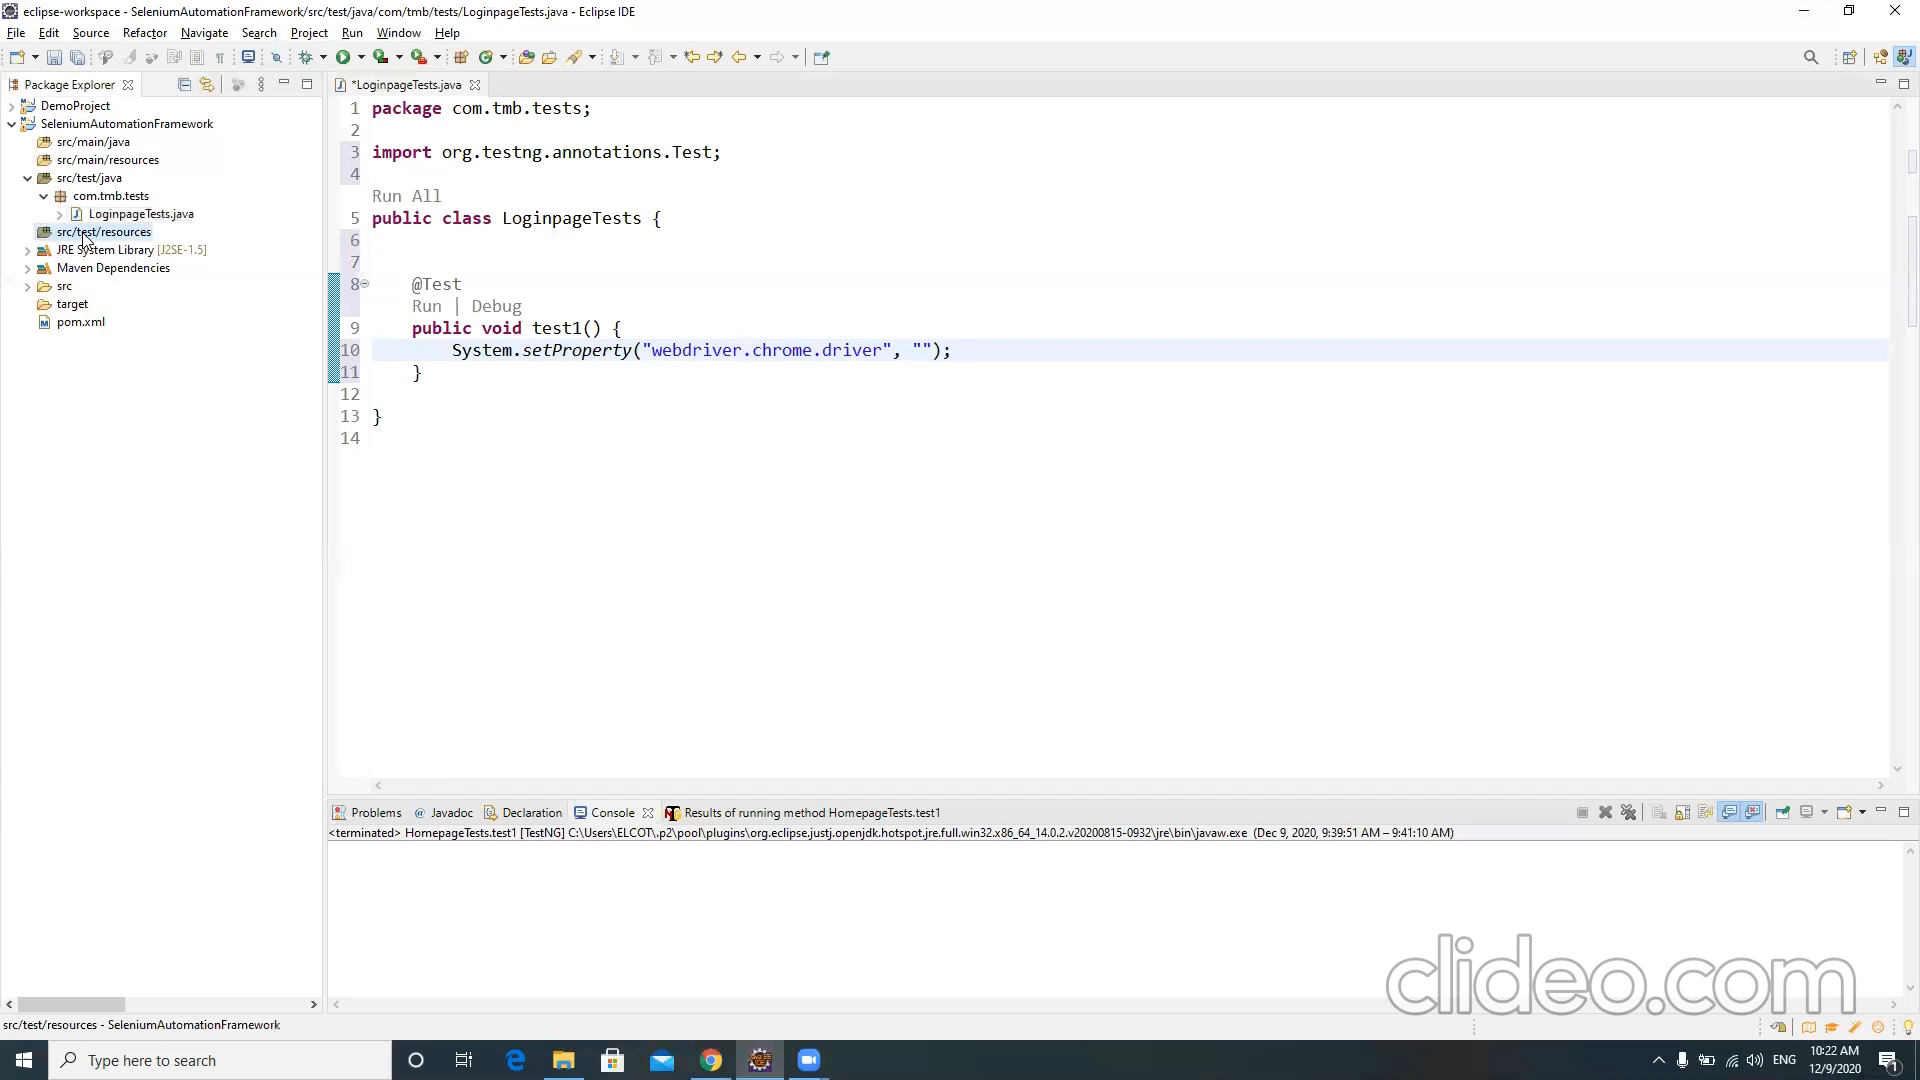 eclipse-workspace - SeleniumAutomationFramework/src/test/java/com/tmb/tests/LoginpageTests.java - Eclipse IDE
File Edit Source Refactor Navigate Search Project Run Window Help
Package Explorer
*LoginpageTests.java
DemoProject
SeleniumAutomationFramework
src/main/java
src/main/resources
src/test/java
com.tmb.tests
LoginpageTests.java
src/test/resources
JRE System Library [J2SE-1.5]
Maven Dependencies
src
target
pom.xml
1 package com.tmb.tests;
2
3 import org.testng.annotations.Test;
4
Run All
5 public class LoginpageTests {
6
7
8 @Test
Run | Debug
9 public void test1() {
10 System.setProperty("webdriver.chrome.driver", "");
11 }
12
13 }
14
Problems @ Javadoc Declaration Console Results of running method HomepageTests.test1
<terminated> HomepageTests.test1 [TestNG] C:\Users\ELCOT\.p2\pool\plugins\org.eclipse.justj.openjdk.hotspot.jre.full.win32.x86_64_14.0.2.v20200815-0932\jre\bin\javaw.exe (Dec 9, 2020, 9:39:51 AM – 9:41:10 AM)
clideo.com
src/test/resources - SeleniumAutomationFramework
Type here to search
ENG
10:22 AM
12/9/2020
1